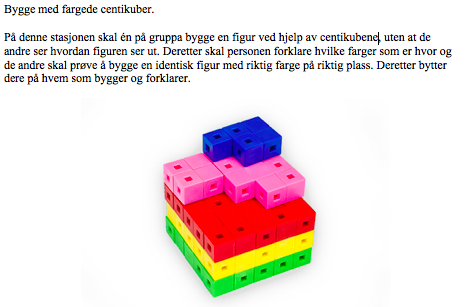 Bygge med fargede centikuber.
På denne stasjonen skal én på gruppa bygge en figur ved hjelp av centikubene, uten at de
andre ser hvordan figuren ser ut. Deretter skal personen forklare hvilke farger som er hvor og
de andre skal prøve å bygge en identisk figur med riktig farge på riktig plass. Deretter bytter
dere på hvem som bygger og forklarer.